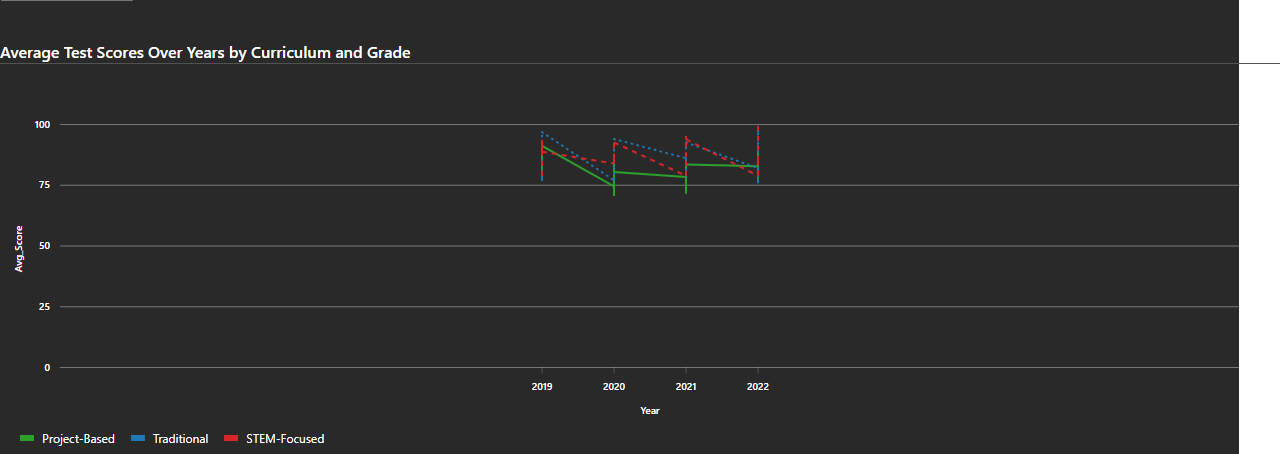 Average Test Scores Over Years by Curriculum and Grade
100
75
50
25
0
Avg_Score
2019 2020 2021 2022
Year
Project-Based Traditional STEM-Focused